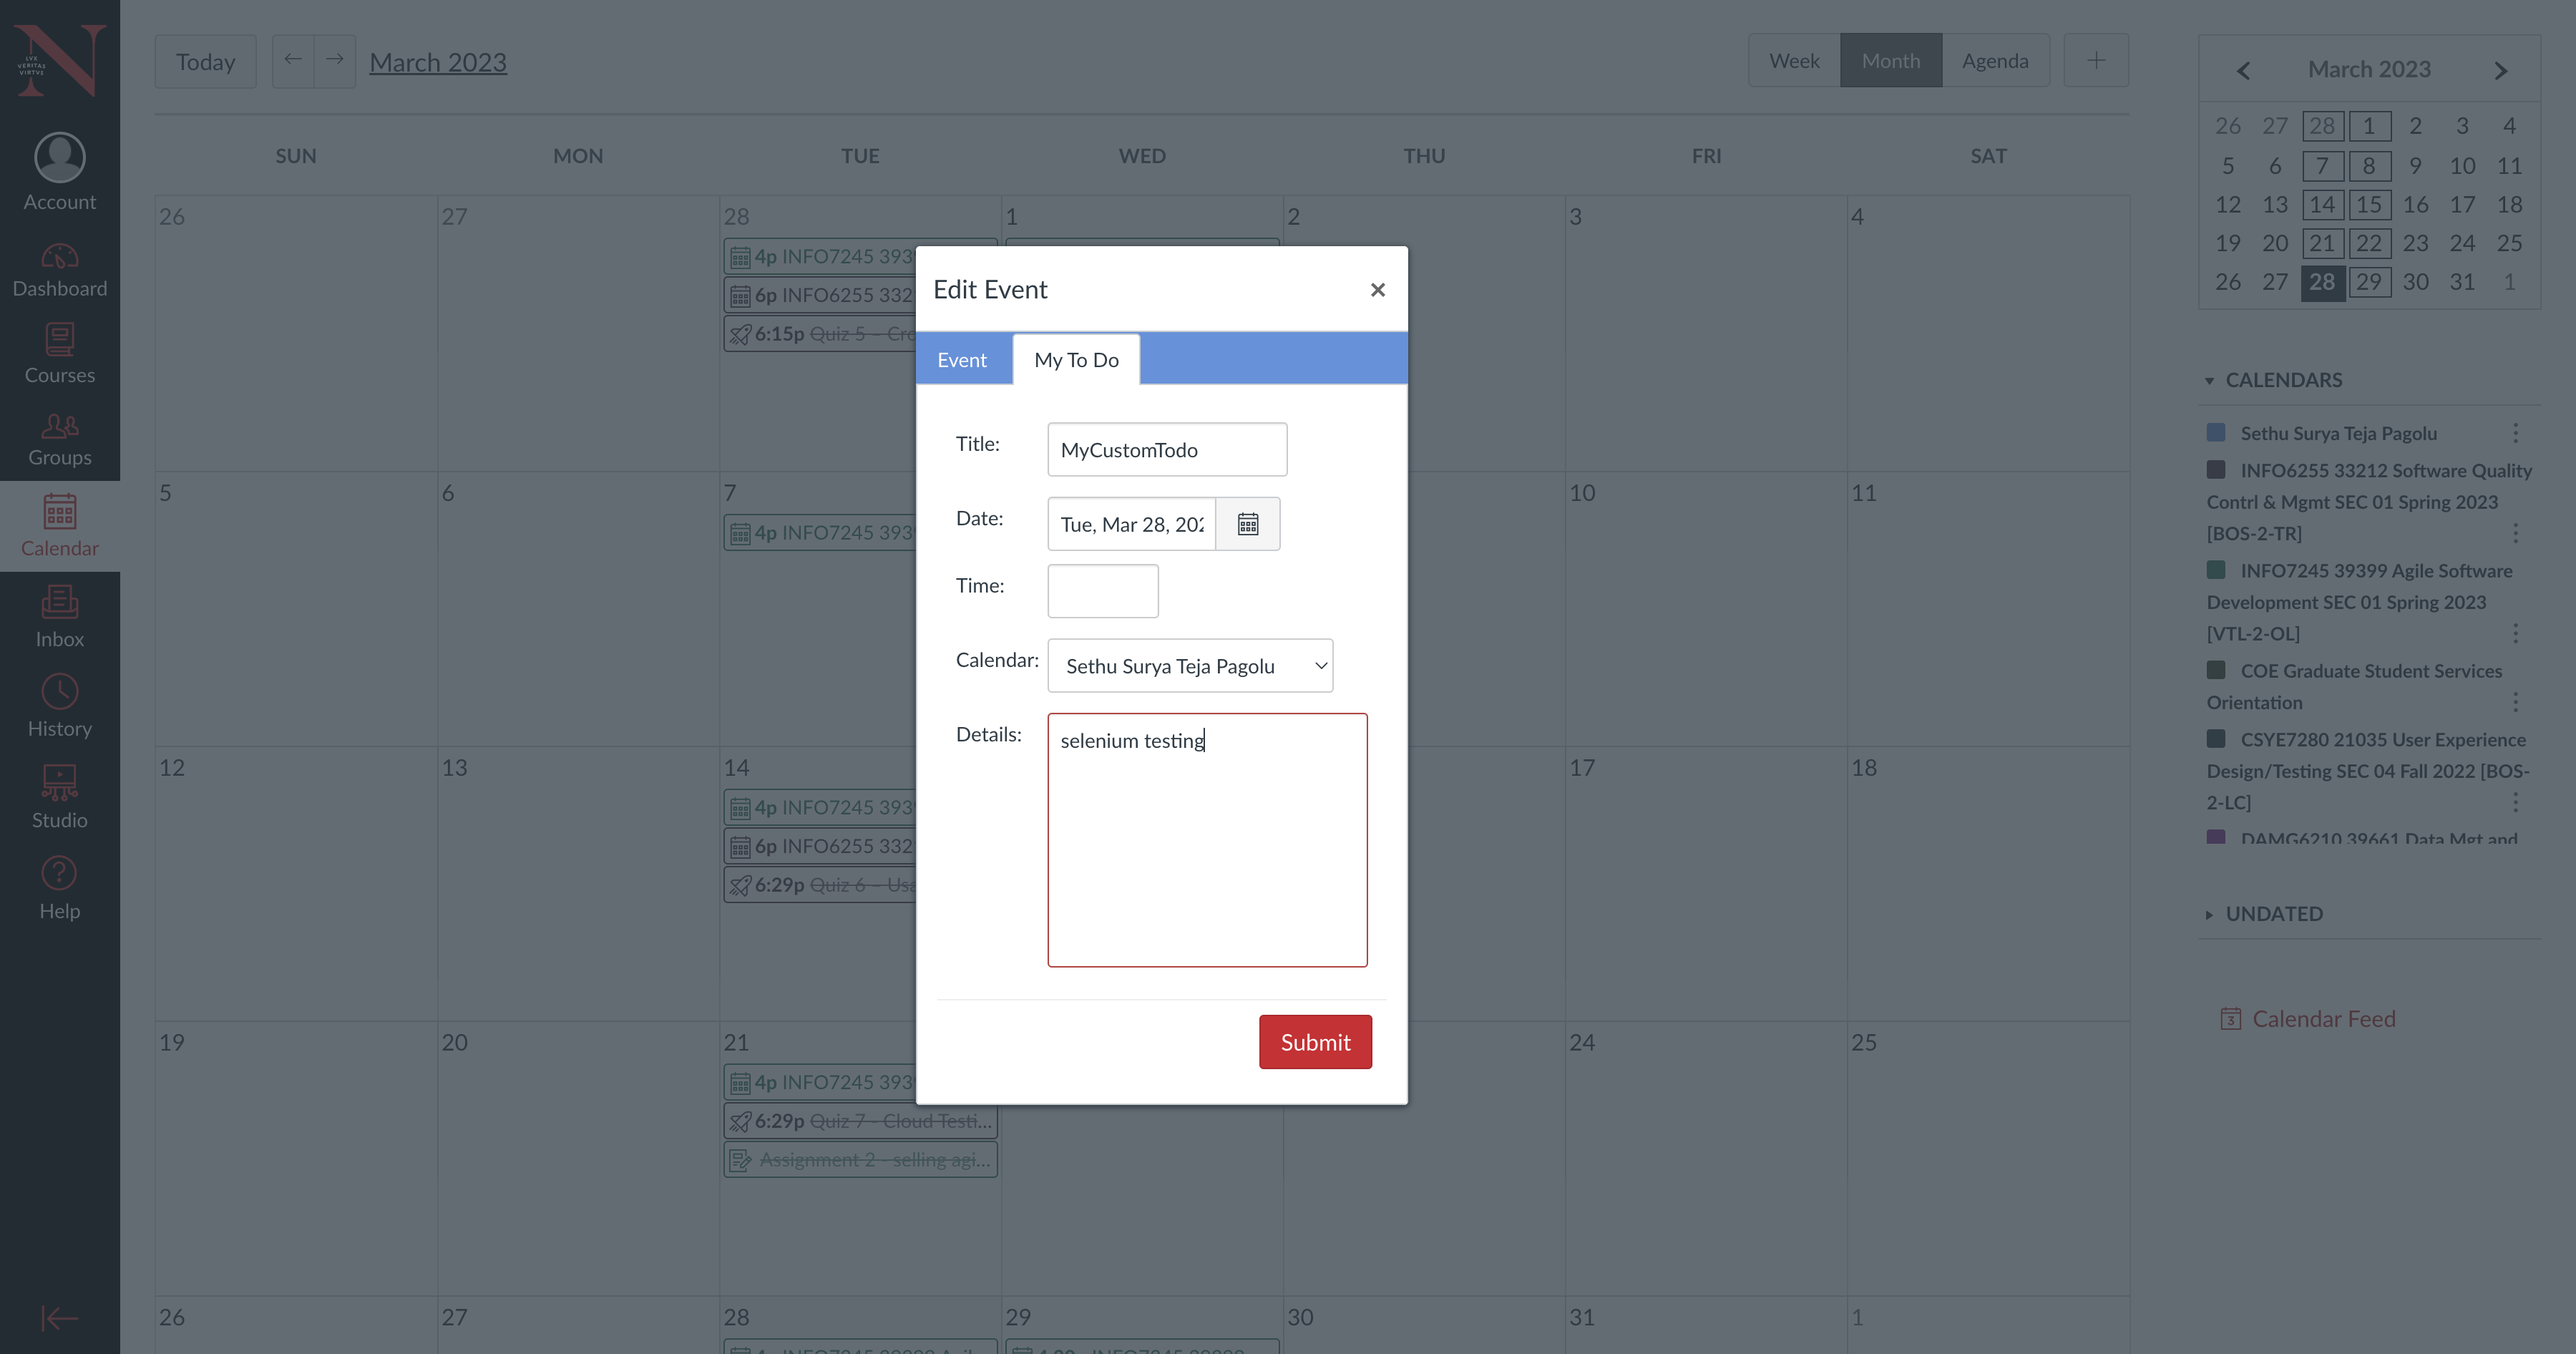 LVX
VERITAS
VIRTVS
Account
Dashboard
Courses
Groups
Calendar
Inbox
History
Studio
Help
Today
March 2023
Week
Month
Agenda
SUN MON TUE WED THU FRI SAT
26 27 28 1 2 3 4
4p INFO7245 393
6p INFO6255 332
6:15p Quiz 5 – Cro
5 6 7 10 11
4p INFO7245 393
12 13 14 17 18
4p INFO7245 393
6p INFO6255 332
6:29p Quiz 6 – Usa
19 20 21 24 25
4p INFO7245 393
6:29p Quiz 7 - Cloud Testi...
Assignment 2 - selling agi...
26 27 28 29 30 31 1
Edit Event
Event
My To Do
Title:
MyCustomTodo
Date:
Tue, Mar 28, 202
Time:
Calendar:
Sethu Surya Teja Pagolu
Details:
selenium testing
Submit
March 2023
26 27 28 1 2 3 4
5 6 7 8 9 10 11
12 13 14 15 16 17 18
19 20 21 22 23 24 25
26 27 28 29 30 31 1
CALENDARS
Sethu Surya Teja Pagolu
INFO6255 33212 Software Quality
Contrl & Mgmt SEC 01 Spring 2023
[BOS-2-TR]
INFO7245 39399 Agile Software
Development SEC 01 Spring 2023
[VTL-2-OL]
COE Graduate Student Services
Orientation
CSYE7280 21035 User Experience
Design/Testing SEC 04 Fall 2022 [BOS-
2-LC]
DAMG6210 39661 Data Mgt and
UNDATED
Calendar Feed